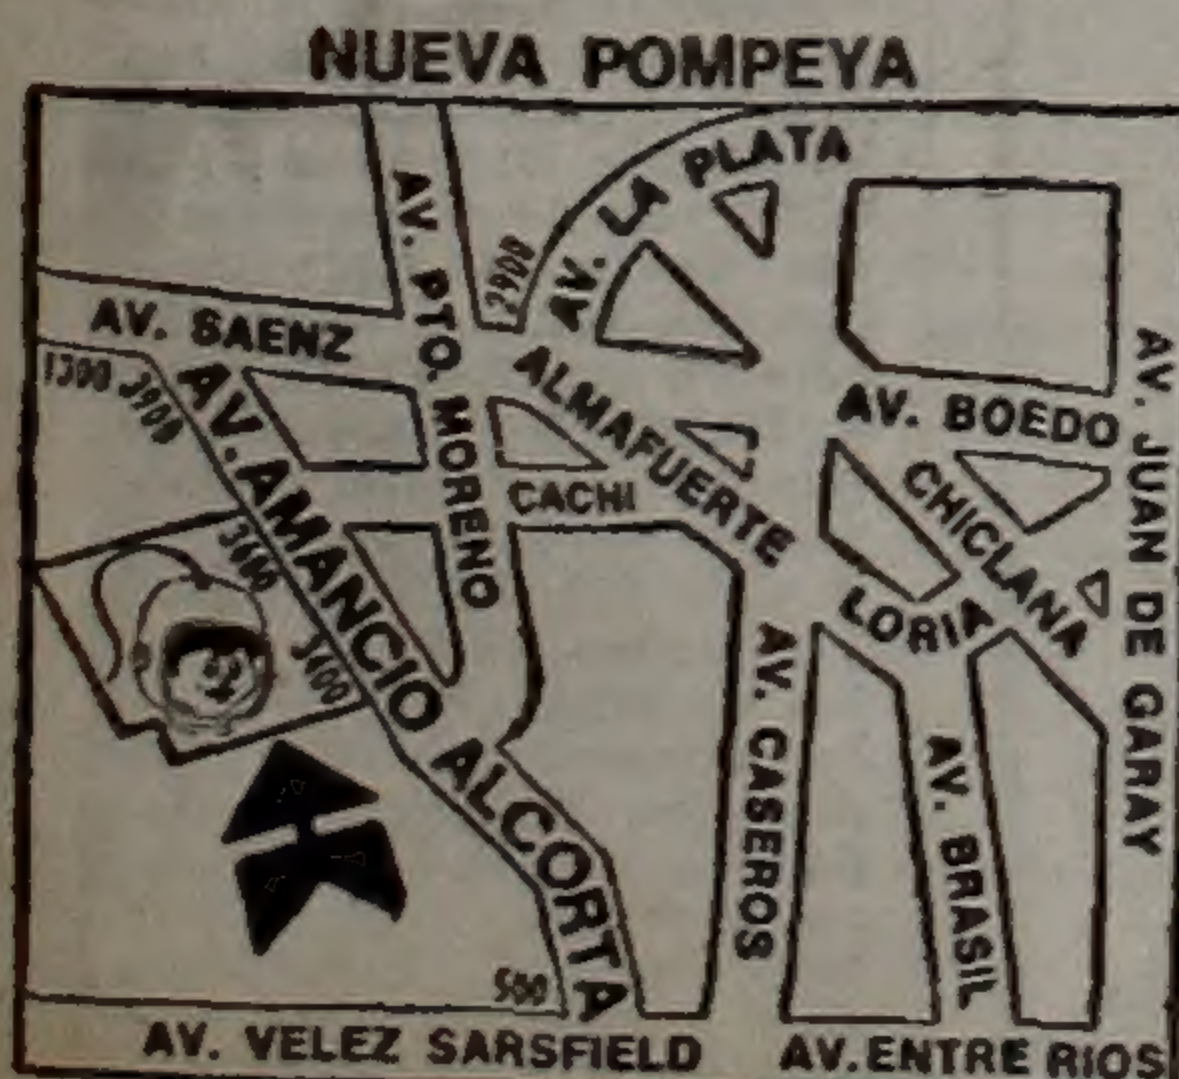 NUEVA POMPEYA
AV. LA PLATA
AV. PTO. MORENO
2900
AV. SAENZ
1300 3900
ALMAFUERTE
AV. BOEDO
AV. JUAN DE GARAY
CACHI
CHICLANA
LORIA
AV. AMANCIO ALCORTA
3400
AV. CASEROS
AV. BRASIL
500
AV. VELEZ SARSFIELD
AV. ENTRE RIOS